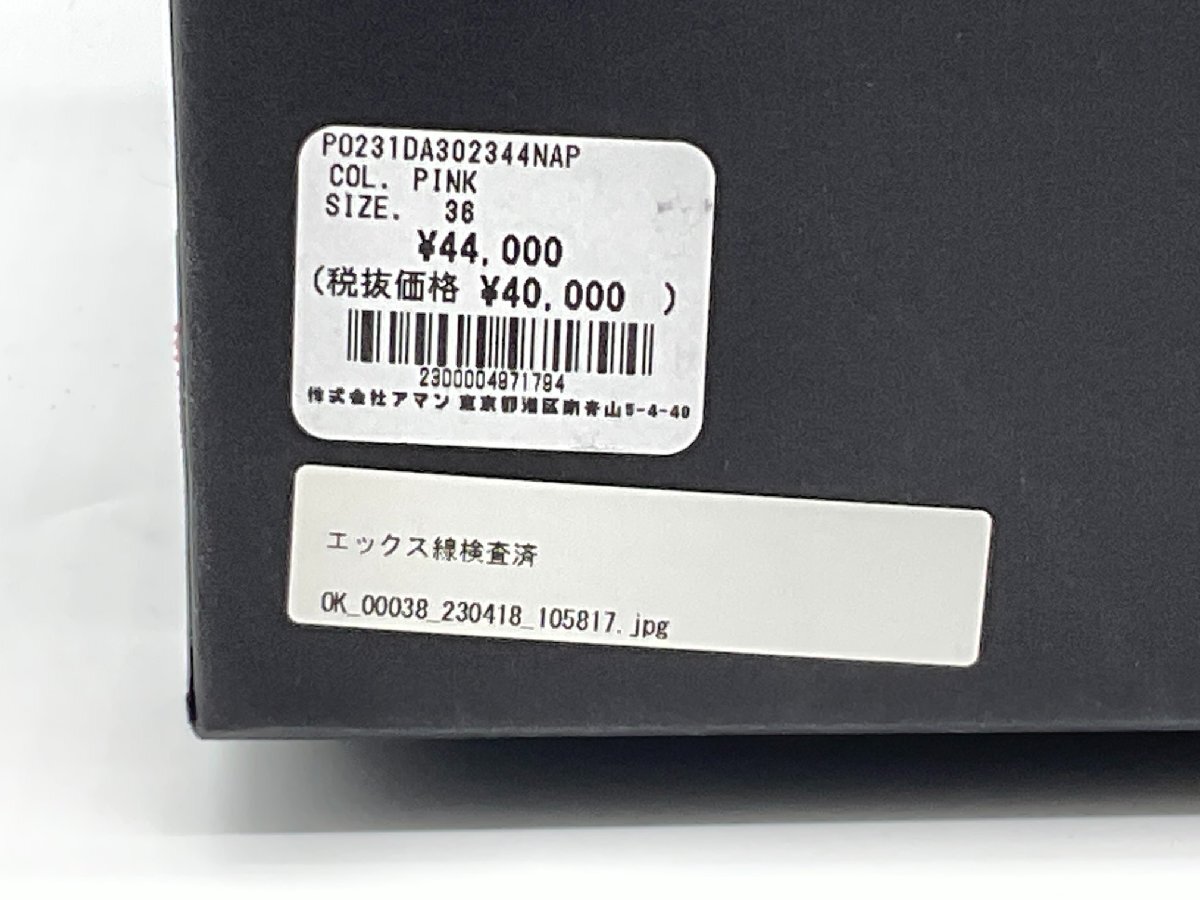 PO231DA302344NAP
COL. PINK
SIZE. 36
¥44,000
(税抜価格 ¥40,000 )
2300004971794
株式会社アマン 東京都港区南青山5-4-40
エックス線検査済
OK_00038_230418_105817.jpg